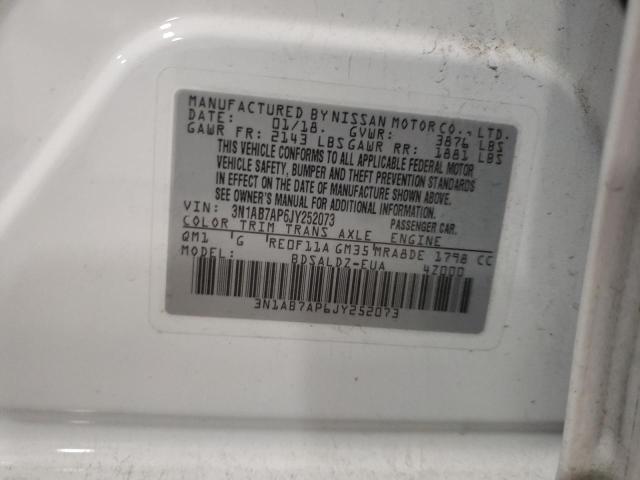 MANUFACTURED BY NISSAN MOTOR CO., LTD.
DATE: 01/18. GVWR: 3876 LBS
GAWR FR: 2143 LBS GAWR RR: 1881 LBS
THIS VEHICLE CONFORMS TO ALL APPLICABLE FEDERAL MOTOR
VEHICLE SAFETY, BUMPER AND THEFT PREVENTION STANDARDS
IN EFFECT ON THE DATE OF MANUFACTURE SHOWN ABOVE.
SEE OWNER'S MANUAL FOR ADDITIONAL INFORMATION.
VIN: 3N1AB7AP6JY252073 PASSENGER CAR.
COLOR TRIM TRANS AXLE ENGINE
QM1 G RE0F11A GM35 MRA8DE 1798 CC
MODEL: BDSALDZ-EUA 4Z000
3N1AB7AP6JY252073